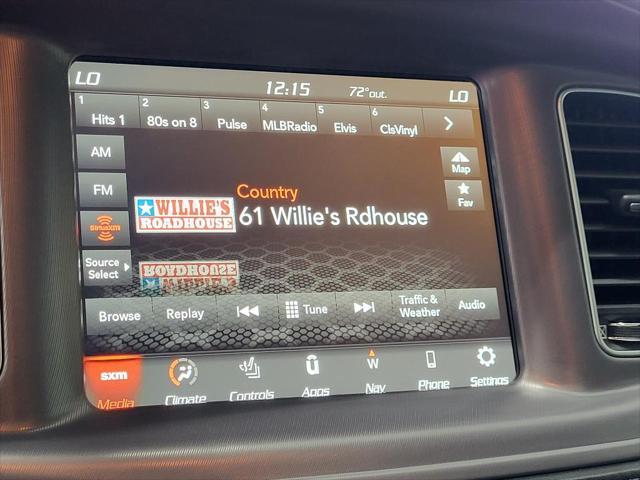 LO 12:15 72°out. LO
1 2 3 4 5 6
Hits 1 80s on 8 Pulse MLBRadio Elvis ClsVinyl
AM
Map
FM
Fav
Country
WILLIE'S
ROADHOUSE
61 Willie's Rdhouse
SiriusXM
Source
Select
ROADHOUSE
WILLIE'S
Browse Replay Tune Traffic &
Weather Audio
sxm W
Media Climate Controls Apps Nav Phone Settings